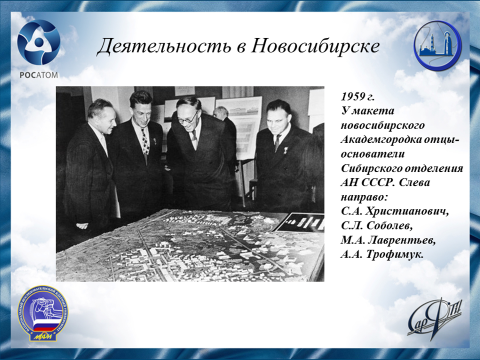 Деятельность в Новосибирске
РОСАТОМ
1959 г.
У макета
новосибирского
Академгородка отцы-
основатели
Сибирского отделения
АН СССР. Слева
направо:
С.А. Христианович,
С.Л. Соболев,
М.А. Лаврентьев,
А.А. Трофимук.
СарФТИ